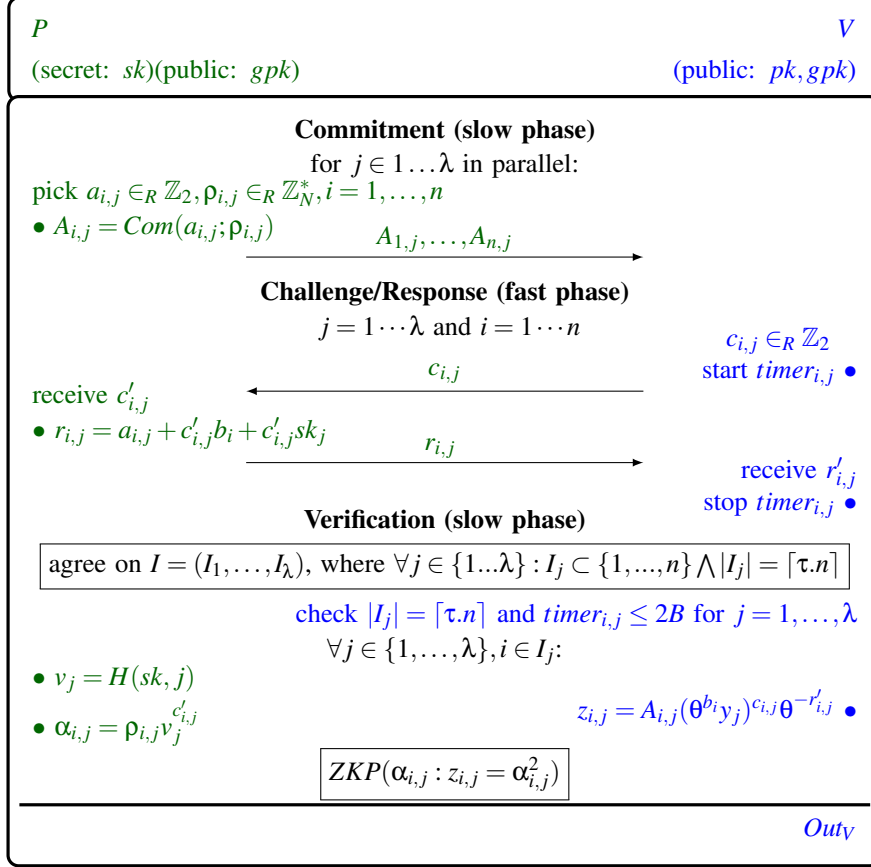 P V
(secret: sk)(public: gpk) (public: pk, gpk)
Commitment (slow phase)
for j ∈ 1…λ in parallel:
pick a_{i,j} ∈_R ℤ_2, ρ_{i,j} ∈_R ℤ_N^*, i = 1,…,n
• A_{i,j} = Com(a_{i,j}; ρ_{i,j})
A_{1,j},…,A_{n,j}
Challenge/Response (fast phase)
j = 1⋯λ and i = 1⋯n
c_{i,j} ∈_R ℤ_2
start timer_{i,j} •
c_{i,j}
receive c'_{i,j}
• r_{i,j} = a_{i,j} + c'_{i,j}b_i + c'_{i,j}sk_j
r_{i,j}
receive r'_{i,j}
stop timer_{i,j} •
Verification (slow phase)
agree on I = (I_1,…,I_λ), where ∀j ∈ {1...λ} : I_j ⊂ {1,...,n} ⋀ |I_j| = ⌈τ.n⌉
check |I_j| = ⌈τ.n⌉ and timer_{i,j} ≤ 2B for j = 1,…,λ
∀j ∈ {1,…,λ}, i ∈ I_j:
• v_j = H(sk, j)
• α_{i,j} = ρ_{i,j}v_j^{c'_{i,j}} z_{i,j} = A_{i,j}(θ^{b_i}y_j)^{c_{i,j}}θ^{-r'_{i,j}} •
ZKP(α_{i,j} : z_{i,j} = α_{i,j}^2)
Out_V